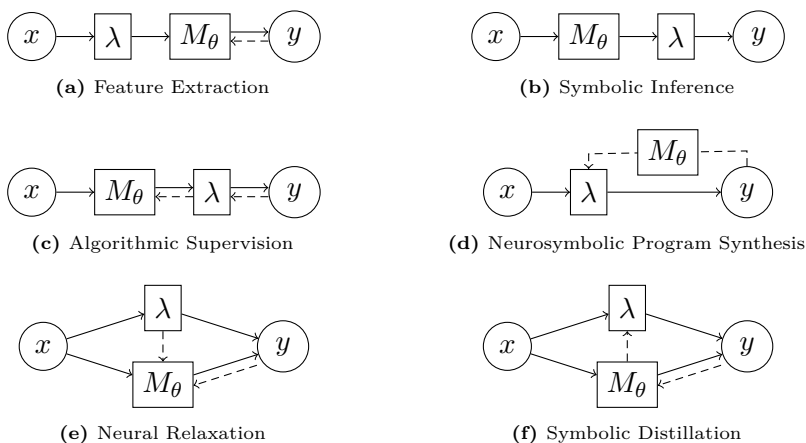 x λ M_θ y x M_θ λ y
(a) Feature Extraction (b) Symbolic Inference
M_θ
x M_θ λ y x λ y
(c) Algorithmic Supervision (d) Neurosymbolic Program Synthesis
λ λ
x y x y
M_θ M_θ
(e) Neural Relaxation (f) Symbolic Distillation